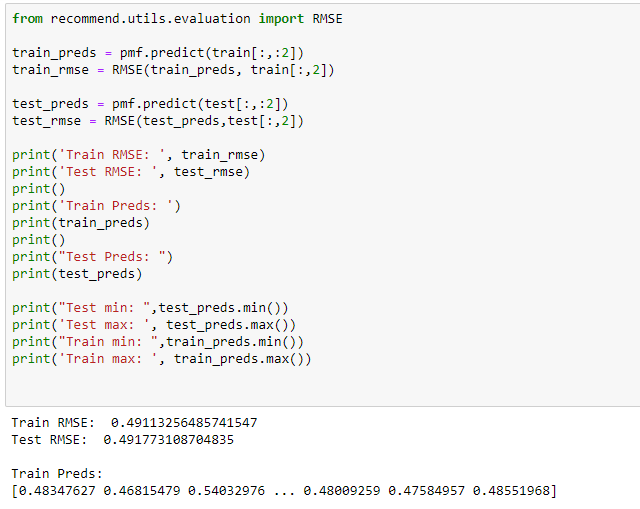 from recommend.utils.evaluation import RMSE
train_preds = pmf.predict(train[:,:2])
train_rmse = RMSE(train_preds, train[:,2])
test_preds = pmf.predict(test[:,:2])
test_rmse = RMSE(test_preds,test[:,2])
print('Train RMSE: ', train_rmse)
print('Test RMSE: ', test_rmse)
print()
print('Train Preds: ')
print(train_preds)
print()
print("Test Preds: ")
print(test_preds)
print("Test min: ",test_preds.min())
print('Test max: ', test_preds.max())
print("Train min: ",train_preds.min())
print('Train max: ', train_preds.max())
Train RMSE:  0.49113256485741547
Test RMSE:  0.491773108704835
Train Preds:
[0.48347627 0.46815479 0.54032976 ... 0.48009259 0.47584957 0.48551968]